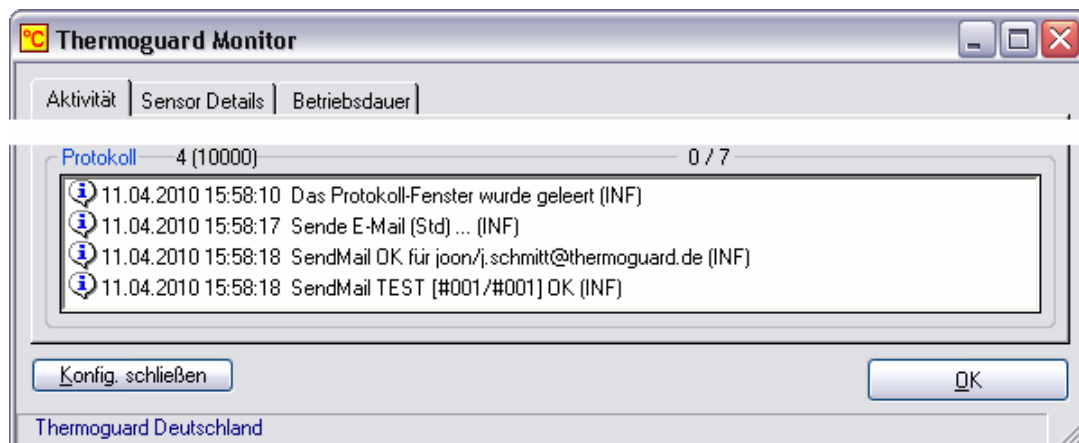 °C Thermoguard Monitor
Aktivität Sensor Details Betriebsdauer
Protokoll 4 (10000) 0 / 7
11.04.2010 15:58:10 Das Protokoll-Fenster wurde geleert (INF)
11.04.2010 15:58:17 Sende E-Mail (Std) ... (INF)
11.04.2010 15:58:18 SendMail OK für joon/j.schmitt@thermoguard.de (INF)
11.04.2010 15:58:18 SendMail TEST [#001/#001] OK (INF)
Konfig. schließen OK
Thermoguard Deutschland